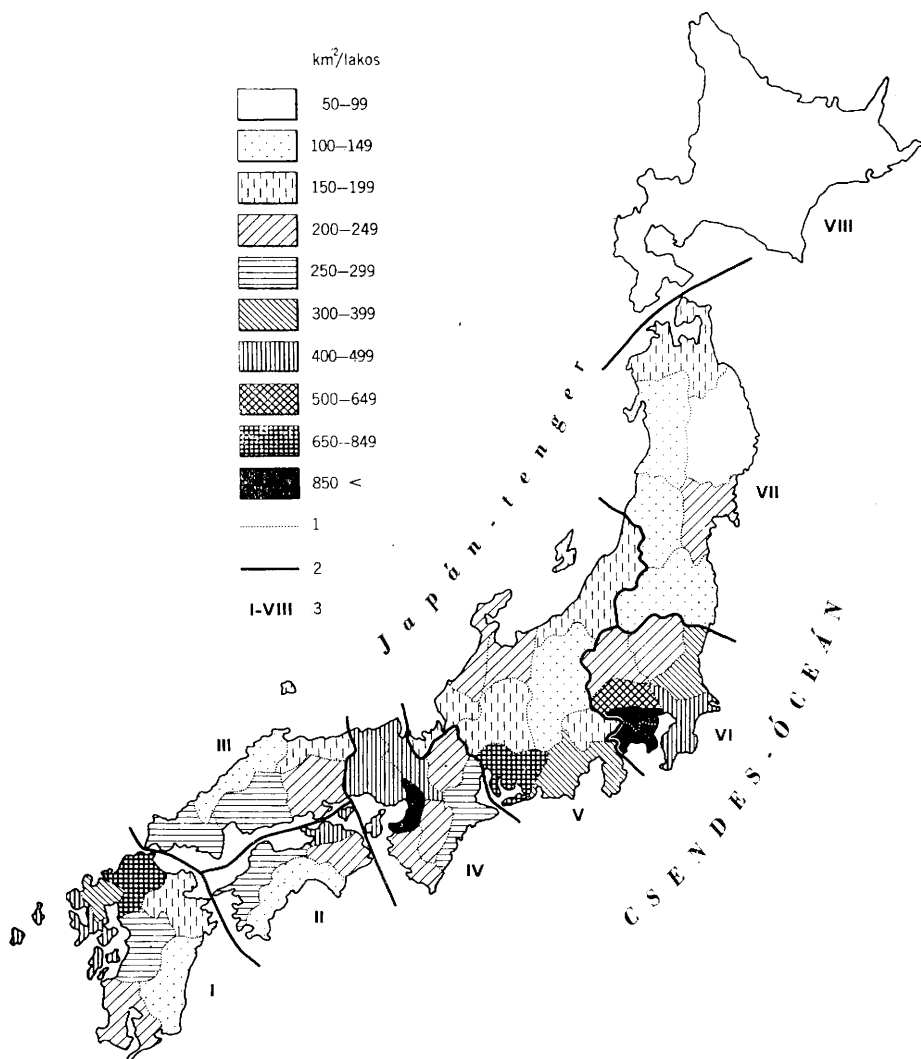 km²/lakos
50–99
100–149
150–199
200–249
250–299
300–399
400–499
500–649
650–849
850 <
1
2
I-VIII 3
VIII
VII
Japán-tenger
VI
III
V
IV
II
I
CSENDES-ÓCEÁN